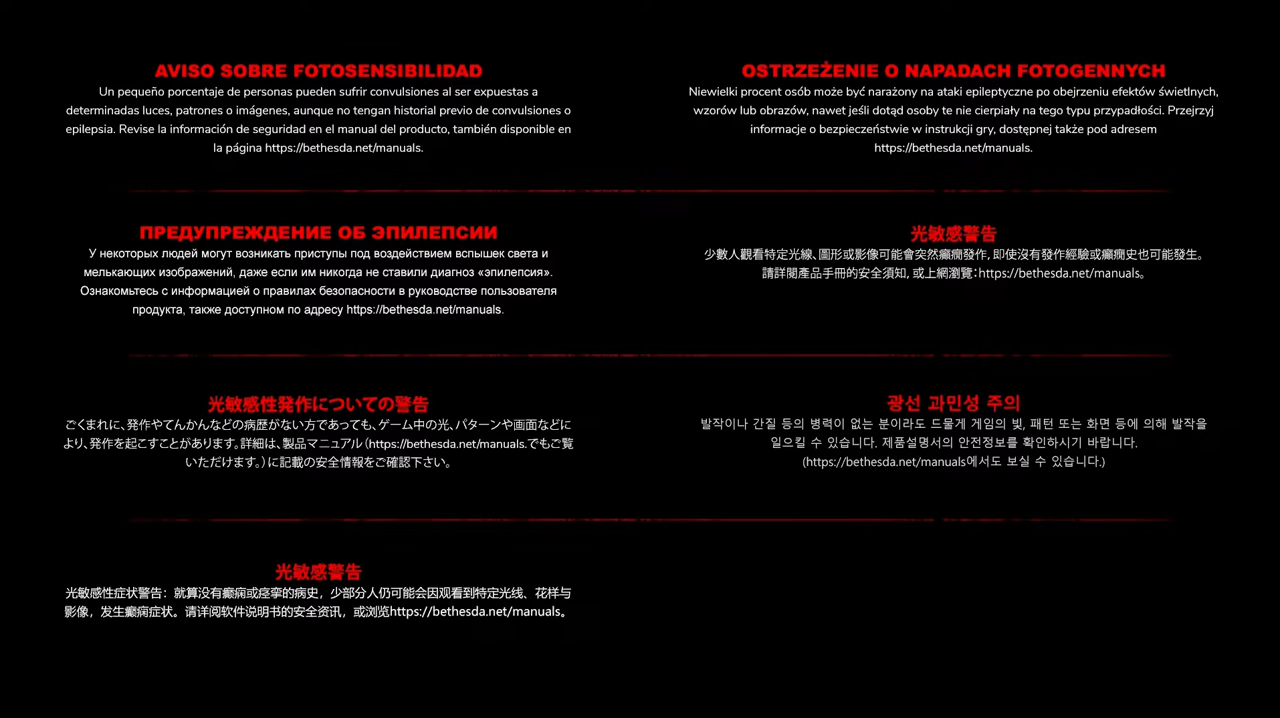 AVISO SOBRE FOTOSENSIBILIDAD
Un pequeño porcentaje de personas pueden sufrir convulsiones al ser expuestas a
determinadas luces, patrones o imágenes, aunque no tengan historial previo de convulsiones o
epilepsia. Revise la información de seguridad en el manual del producto, también disponible en
la página https://bethesda.net/manuals.
OSTRZEŻENIE O NAPADACH FOTOGENNYCH
Niewielki procent osób może być narażony na ataki epileptyczne po obejrzeniu efektów świetlnych,
wzorów lub obrazów, nawet jeśli dotąd osoby te nie cierpiały na tego typu przypadłości. Przejrzyj
informacje o bezpieczeństwie w instrukcji gry, dostępnej także pod adresem
https://bethesda.net/manuals.
ПРЕДУПРЕЖДЕНИЕ ОБ ЭПИЛЕПСИИ
У некоторых людей могут возникать приступы под воздействием вспышек света и
мелькающих изображений, даже если им никогда не ставили диагноз «эпилепсия».
Ознакомьтесь с информацией о правилах безопасности в руководстве пользователя
продукта, также доступном по адресу https://bethesda.net/manuals.
光敏感警告
少數人觀看特定光線、圖形或影像可能會突然癲癇發作, 即使沒有發作經驗或癲癇史也可能發生。
請詳閱產品手冊的安全須知, 或上網瀏覽:https://bethesda.net/manuals。
光敏感性発作についての警告
ごくまれに、発作やてんかんなどの病歴がない方であっても、ゲーム中の光、パターンや画面などに
より、発作を起こすことがあります。詳細は、製品マニュアル（https://bethesda.net/manuals.でもご覧
いただけます。）に記載の安全情報をご確認下さい。
광선 과민성 주의
발작이나 간질 등의 병력이 없는 분이라도 드물게 게임의 빛, 패턴 또는 화면 등에 의해 발작을
일으킬 수 있습니다. 제품설명서의 안전정보를 확인하시기 바랍니다.
(https://bethesda.net/manuals에서도 보실 수 있습니다.)
光敏感警告
光敏感性症状警告：就算没有癫痫或痉挛的病史，少部分人仍可能会因观看到特定光线、花样与
影像，发生癫痫症状。请详阅软件说明书的安全资讯，或浏览https://bethesda.net/manuals。